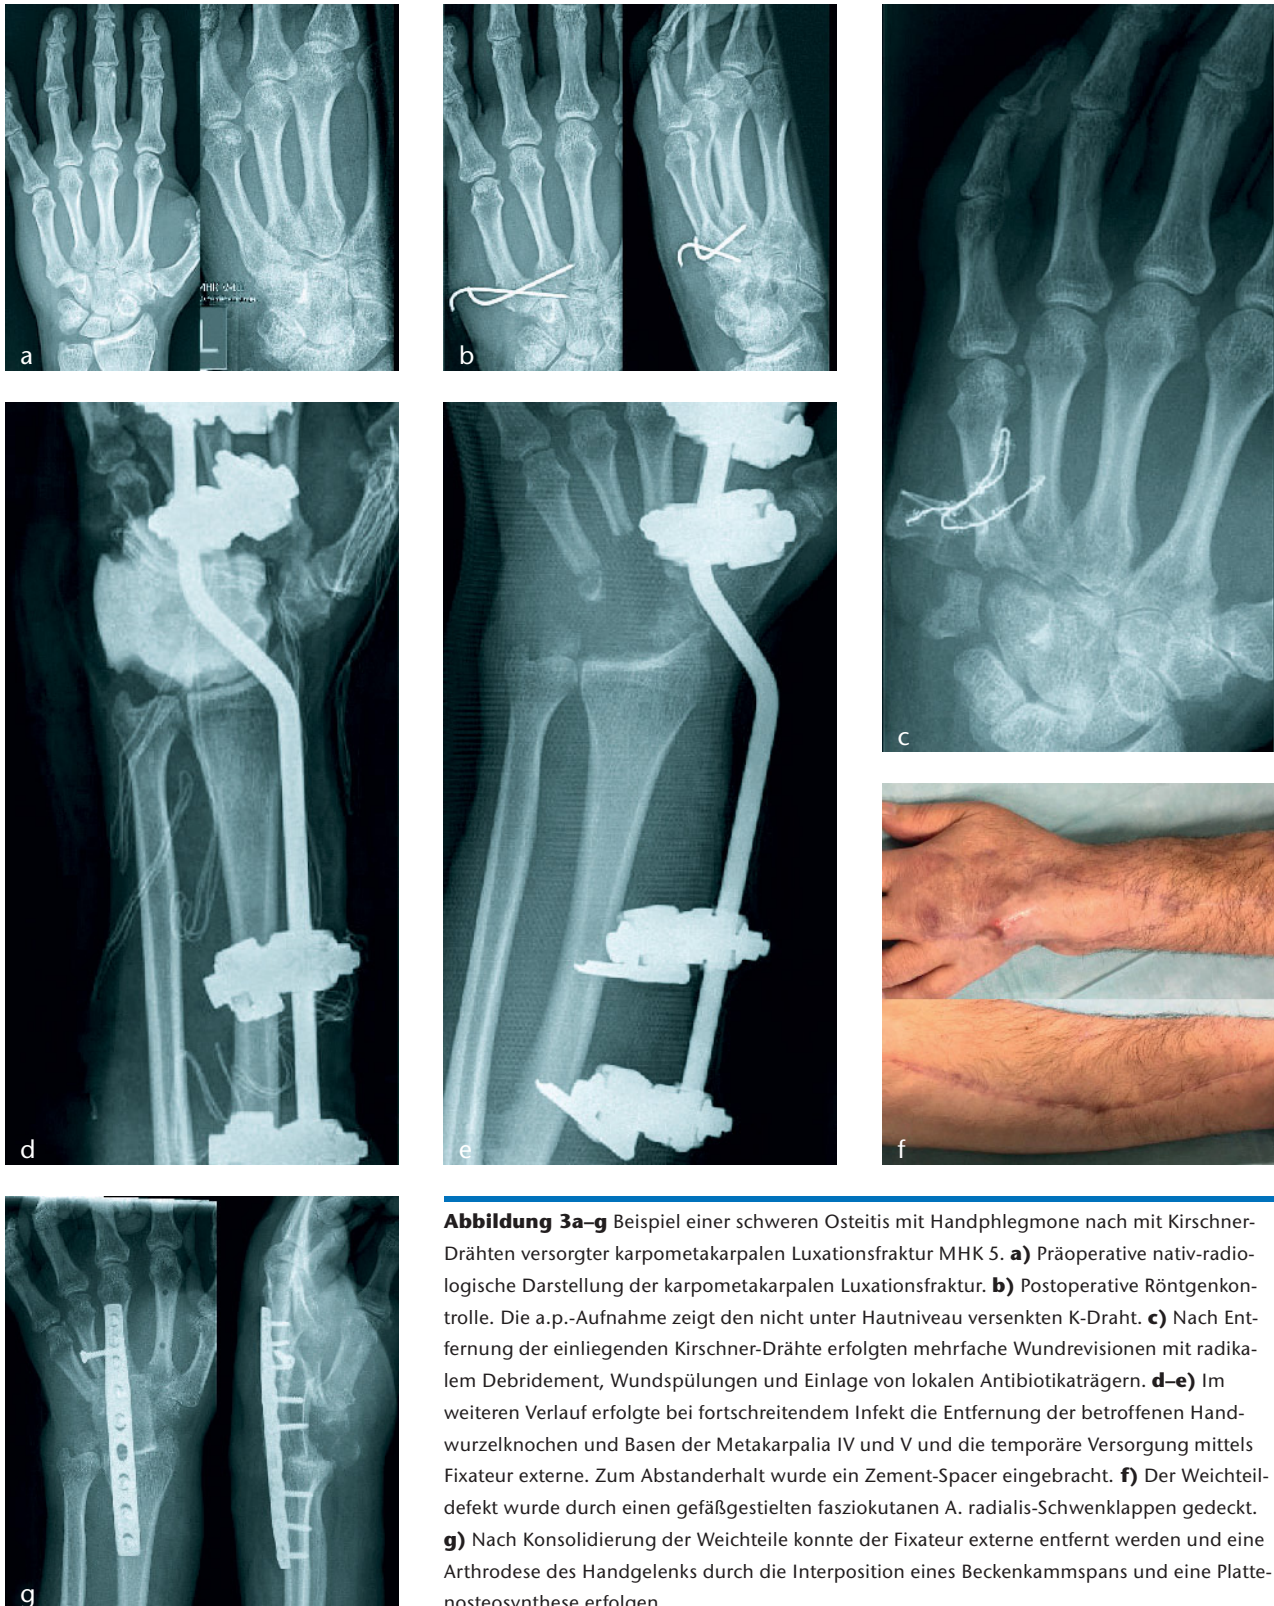 a
b
c
d
e
f
g
L
Abbildung 3a–g Beispiel einer schweren Osteitis mit Handphlegmone nach mit Kirschner-
Drähten versorgter karpometakarpalen Luxationsfraktur MHK 5. a) Präoperative nativ-radio-
logische Darstellung der karpometakarpalen Luxationsfraktur. b) Postoperative Röntgenkon-
trolle. Die a.p.-Aufnahme zeigt den nicht unter Hautniveau versenkten K-Draht. c) Nach Ent-
fernung der einliegenden Kirschner-Drähte erfolgten mehrfache Wundrevisionen mit radika-
lem Debridement, Wundspülungen und Einlage von lokalen Antibiotikaträgern. d–e) Im
weiteren Verlauf erfolgte bei fortschreitendem Infekt die Entfernung der betroffenen Hand-
wurzelknochen und Basen der Metakarpalia IV und V und die temporäre Versorgung mittels
Fixateur externe. Zum Abstanderhalt wurde ein Zement-Spacer eingebracht. f) Der Weichteil-
defekt wurde durch einen gefäßgestielten fasziokutanen A. radialis-Schwenklappen gedeckt.
g) Nach Konsolidierung der Weichteile konnte der Fixateur externe entfernt werden und eine
Arthrodese des Handgelenks durch die Interposition eines Beckenkammspans und eine Platte-
nosteosynthese erfolgen.